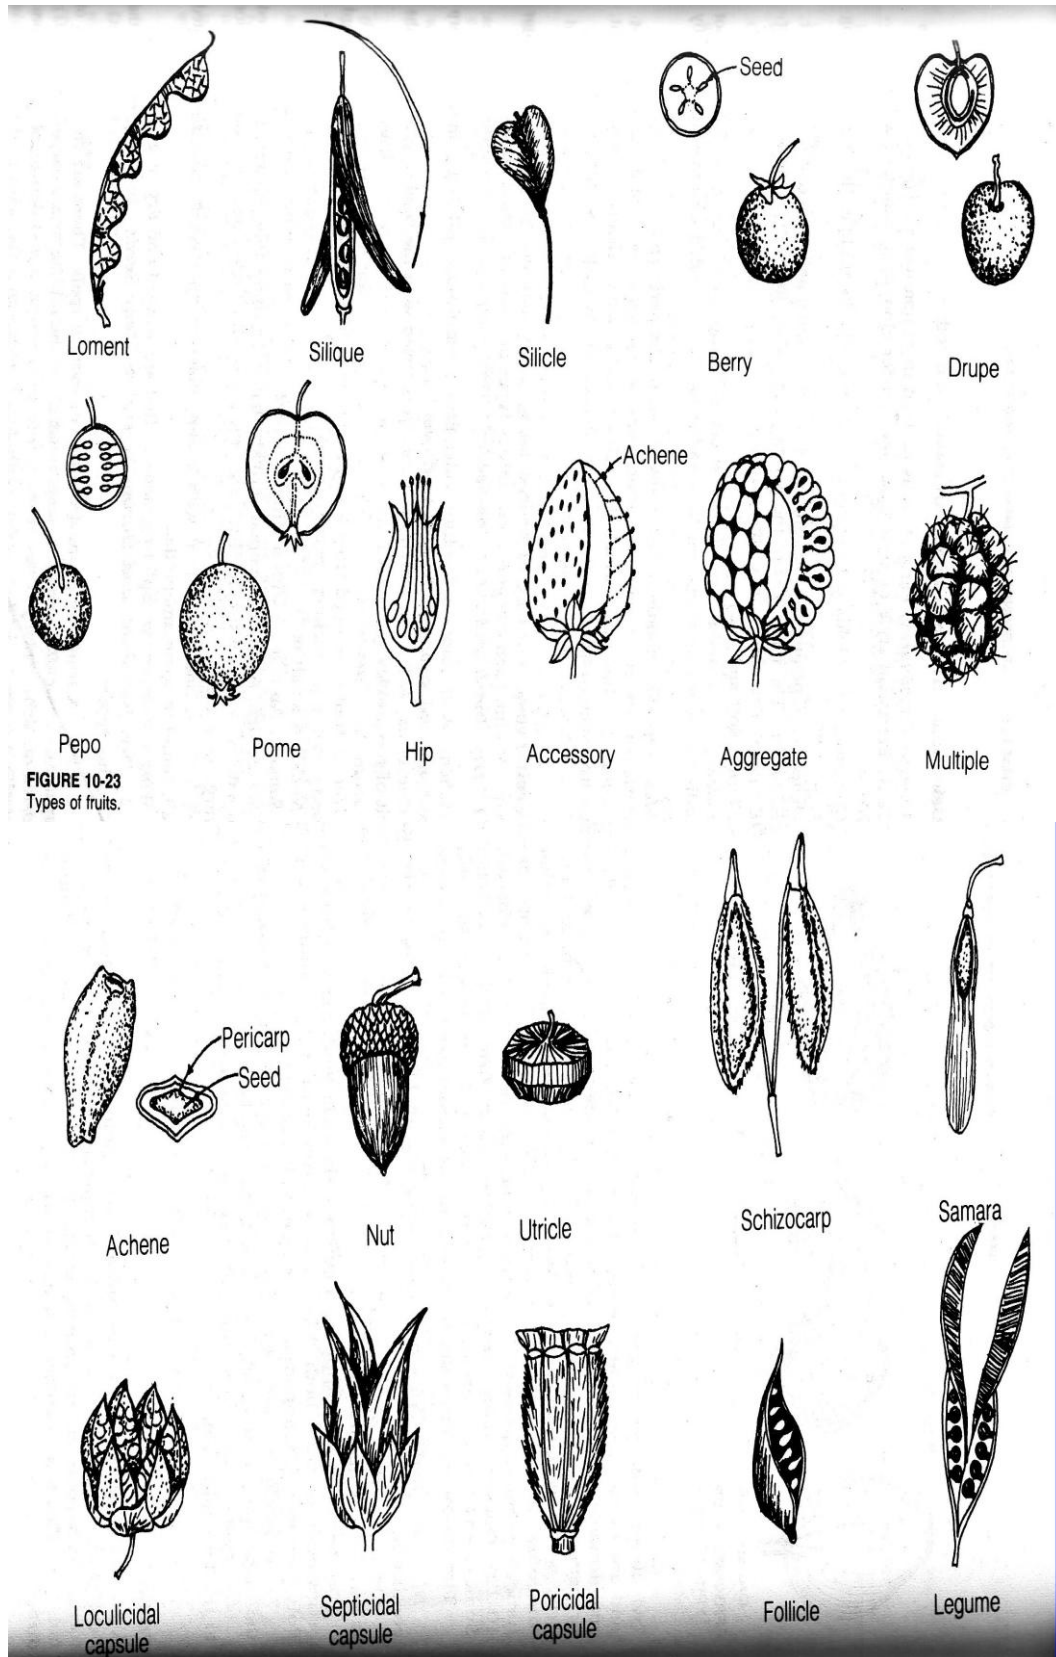 Seed
Loment
Silique
Silicle
Berry
Drupe
Achene
Pepo
Pome
Hip
Accessory
Aggregate
Multiple
FIGURE 10-23
Types of fruits.
Pericarp
Seed
Achene
Nut
Utricle
Schizocarp
Samara
Loculicidal
capsule
Septicidal
capsule
Poricidal
capsule
Follicle
Legume